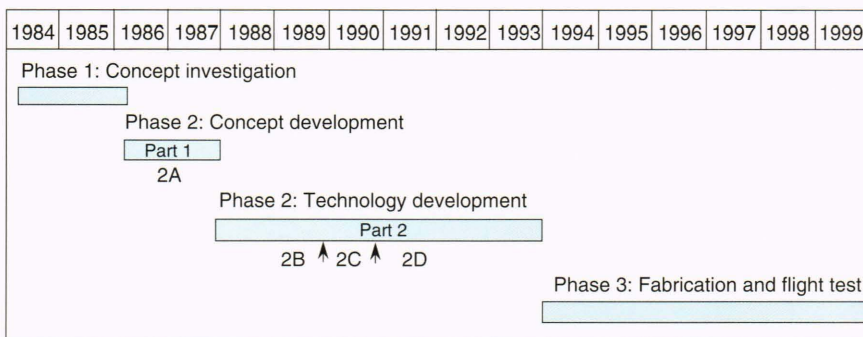 1984 1985 1986 1987 1988 1989 1990 1991 1992 1993 1994 1995 1996 1997 1998 1999
Phase 1: Concept investigation
Phase 2: Concept development
Part 1
2A
Phase 2: Technology development
Part 2
2B 2C 2D
Phase 3: Fabrication and flight test